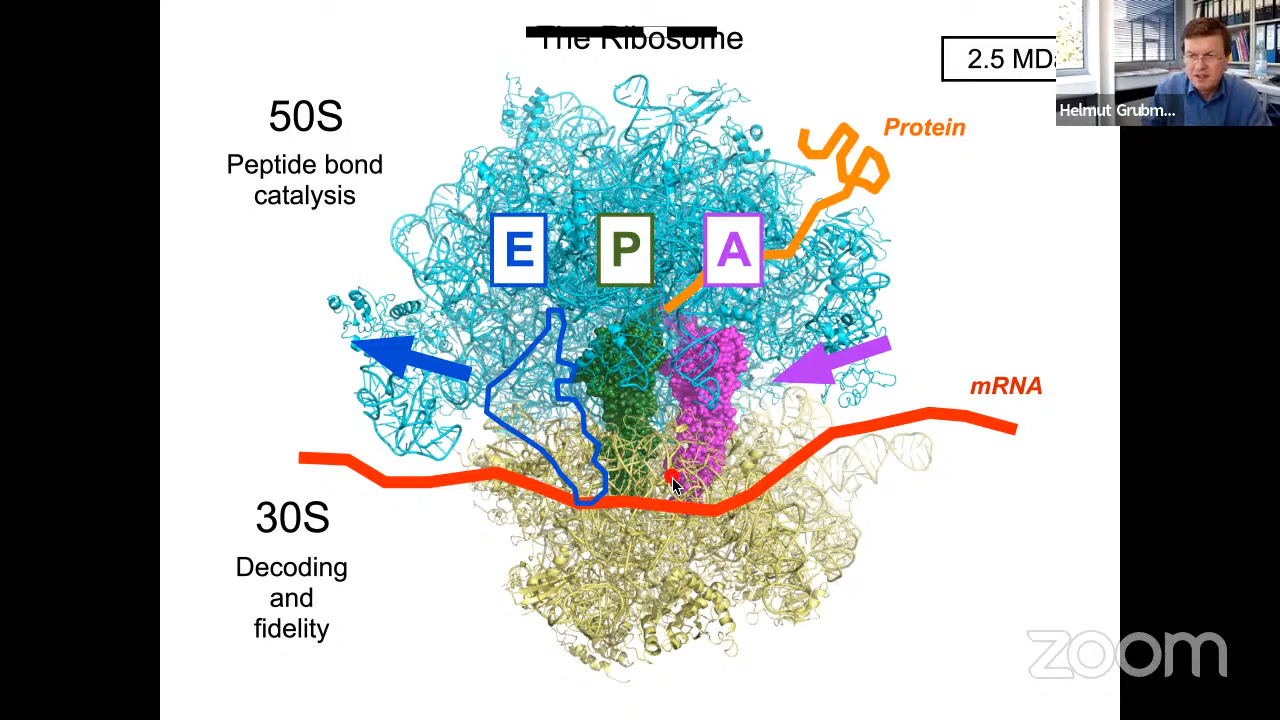 The Ribosome
2.5 MDa
Helmut Grubm...
50S
Peptide bond
catalysis
Protein
E P A
mRNA
30S
Decoding
and
fidelity
zoom